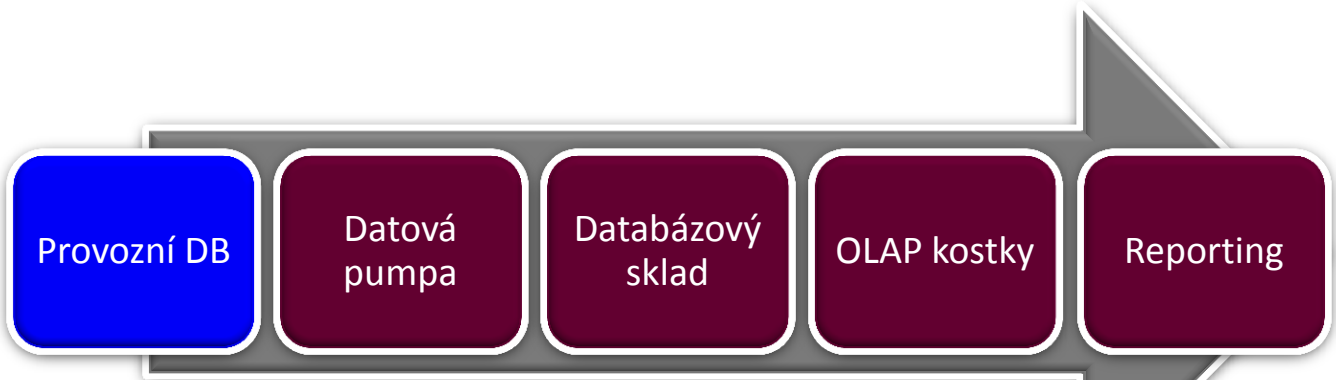 Provozní DB
Datová
pumpa
Databázový
sklad
OLAP kostky
Reporting